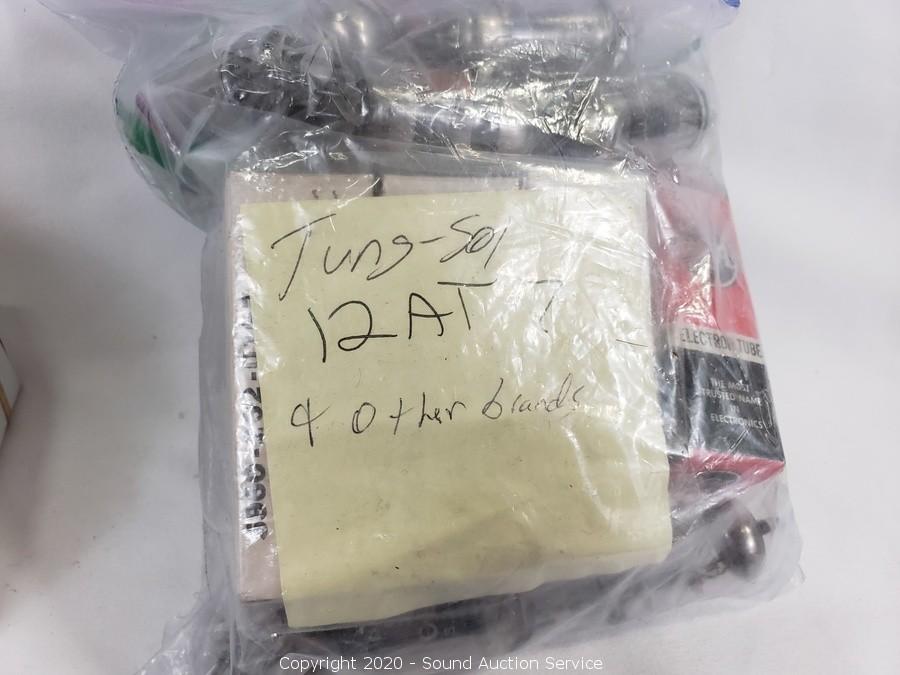 Tung-Sol
12AT7
& Other brands
ELECTRON TUBE
THE MOST
TRUSTED NAME
IN
ELECTRONICS
Copyright 2020 - Sound Auction Service